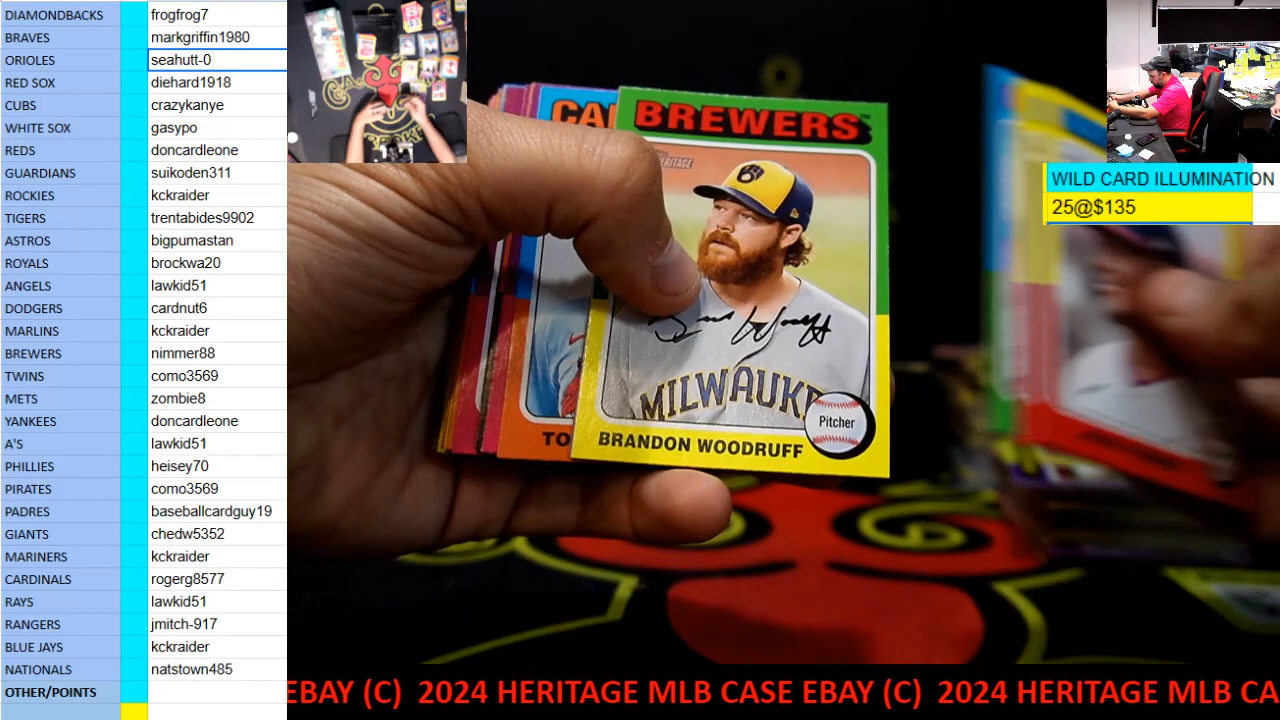 DIAMONDBACKS frogfrog7
BRAVES markgriffin1980
ORIOLES seahutt-0
RED SOX diehard1918
CUBS crazykanye
WHITE SOX gasypo
REDS doncardleone
GUARDIANS suikoden311
ROCKIES kckraider
TIGERS trentabides9902
ASTROS bigpumastan
ROYALS brockwa20
ANGELS lawkid51
DODGERS cardnut6
MARLINS kckraider
BREWERS nimmer88
TWINS como3569
METS zombie8
YANKEES doncardleone
A'S lawkid51
PHILLIES heisey70
PIRATES como3569
PADRES baseballcardguy19
GIANTS chedw5352
MARINERS kckraider
CARDINALS rogerg8577
RAYS lawkid51
RANGERS jmitch-917
BLUE JAYS kckraider
NATIONALS natstown485
OTHER/POINTS
WILD CARD ILLUMINATION
25@$135
CA
BREWERS™
HERITAGE
MILWAUK
Pitcher
TO
BRANDON WOODRUFF
EBAY (C) 2024 HERITAGE MLB CASE EBAY (C) 2024 HERITAGE MLB CA